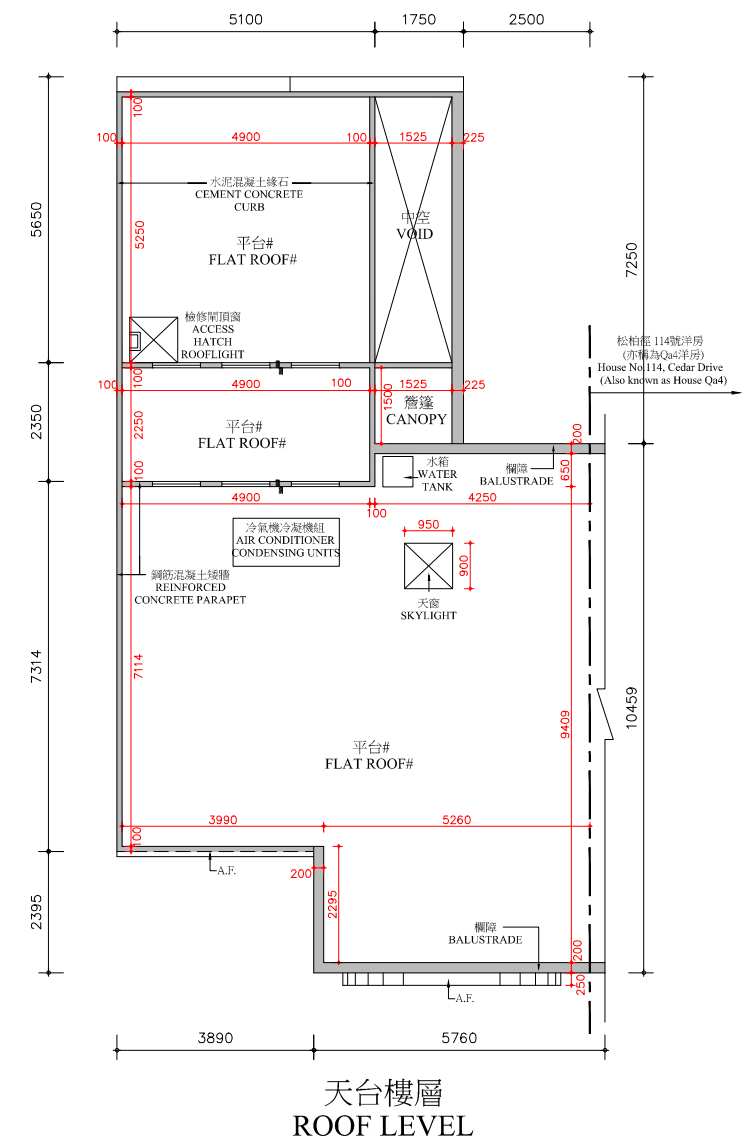 5100
1750
2500
100
100
4900
100
1525
225
水泥混凝土緣石
CEMENT CONCRETE
CURB
中空
VOID
5650
5250
平台#
FLAT ROOF#
7250
檢修閘頂窗
ACCESS
HATCH
ROOFLIGHT
松柏徑 114號洋房
(亦稱為Qa4洋房)
House No.114, Cedar Drive
(Also known as House Qa4)
100
100
4900
100
1525
225
1500
簷篷
CANOPY
2350
2250
平台#
FLAT ROOF#
200
100
水箱
WATER
TANK
欄障
BALUSTRADE
650
4900
100
4250
冷氣機冷凝機組
AIR CONDITIONER
CONDENSING UNITS
950
900
鋼筋混凝土矮牆
REINFORCED
CONCRETE PARAPET
天窗
SKYLIGHT
7314
7114
9409
10459
平台#
FLAT ROOF#
3990
5260
100
A.F.
200
2295
2395
欄障
BALUSTRADE
200
250
A.F.
3890
5760
天台樓層
ROOF LEVEL